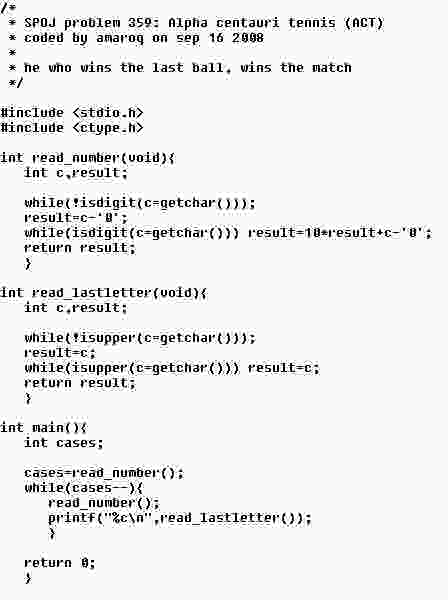 /*
 * SPOJ problem 359: Alpha centauri tennis (ACT)
 * coded by amaroq on sep 16 2008
 *
 * he who wins the last ball, wins the match
 */
#include <stdio.h>
#include <ctype.h>
int read_number(void){
   int c,result;
   while(!isdigit(c=getchar()));
   result=c-'0';
   while(isdigit(c=getchar())) result=10*result+c-'0';
   return result;
   }
int read_lastletter(void){
   int c,result;
   while(!isupper(c=getchar()));
   result=c;
   while(isupper(c=getchar())) result=c;
   return result;
   }
int main(){
   int cases;
   cases=read_number();
   while(cases--){
      read_number();
      printf("%c\n",read_lastletter());
      }
   return 0;
   }